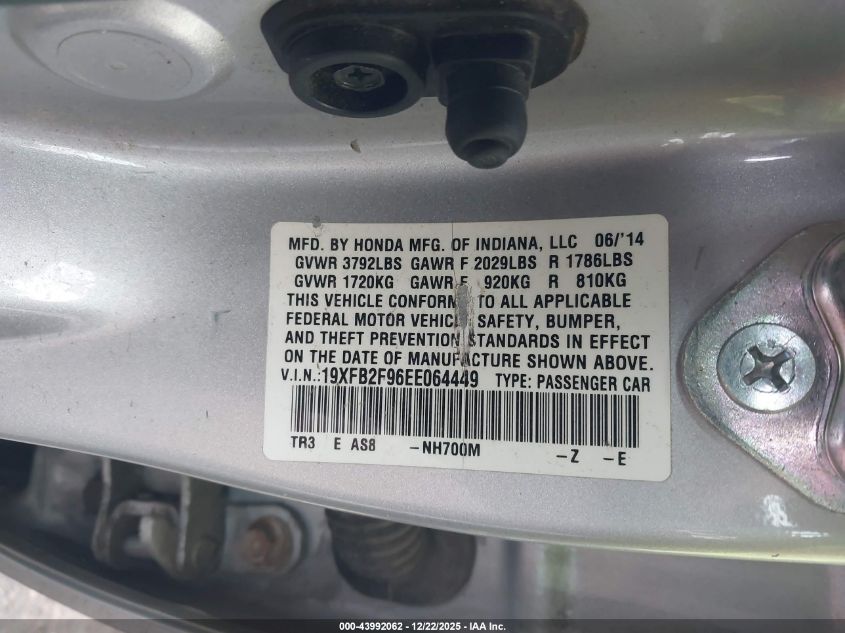 MFD. BY HONDA MFG. OF INDIANA, LLC 06/'14
GVWR 3792LBS GAWR F 2029LBS R 1786LBS
GVWR 1720KG GAWR F 920KG R 810KG
THIS VEHICLE CONFORMS TO ALL APPLICABLE
FEDERAL MOTOR VEHICLE SAFETY, BUMPER,
AND THEFT PREVENTION STANDARDS IN EFFECT
ON THE DATE OF MANUFACTURE SHOWN ABOVE.
V.I.N.:19XFB2F96EE064449 TYPE: PASSENGER CAR
TR3 E AS8 -NH700M -Z -E
000-43992062 - 12/22/2025 - IAA Inc.